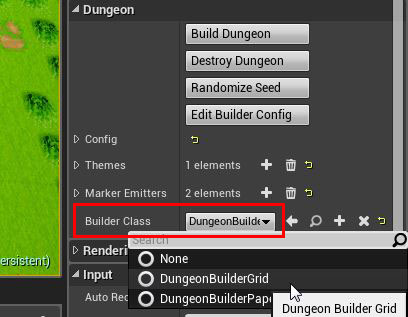 Dungeon
Build Dungeon
Destroy Dungeon
Randomize Seed
Edit Builder Config
Config
Themes 1 elements
Marker Emitters 2 elements
Builder Class DungeonBuilde
Search
None
DungeonBuilderGrid
DungeonBuilderPape
Dungeon Builder Grid
Renderi
Input
Auto Rec
ersistent)